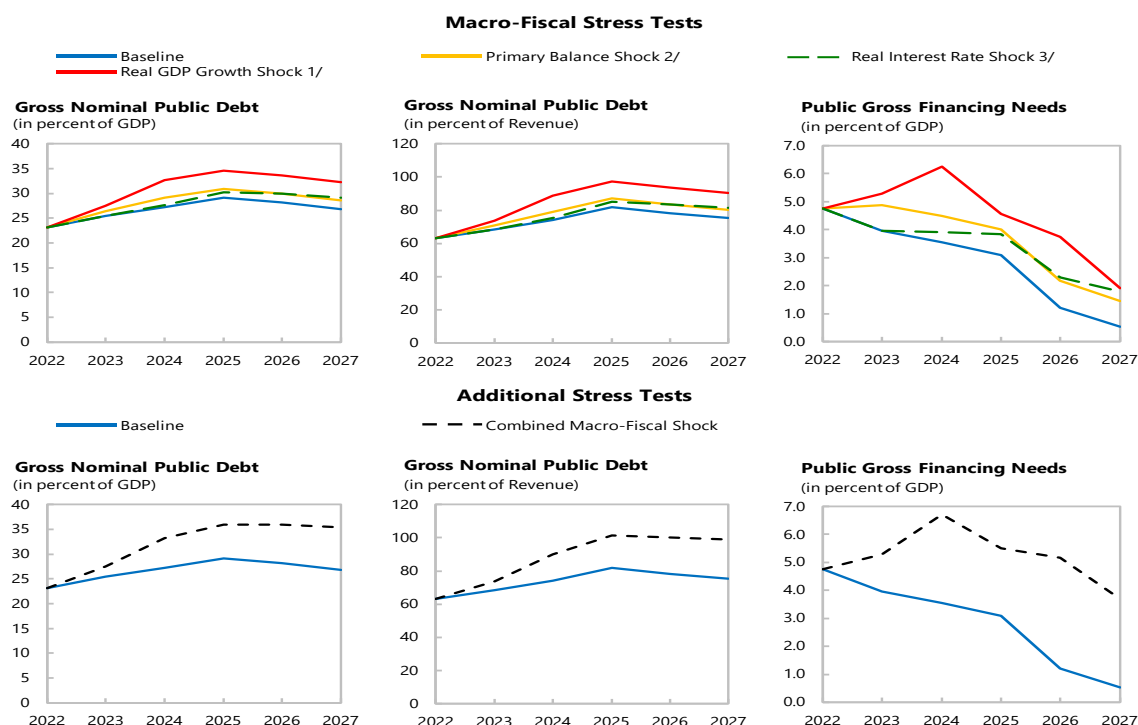 Macro-Fiscal Stress Tests
Baseline
Primary Balance Shock 2/
Real Interest Rate Shock 3/
Real GDP Growth Shock 1/
Gross Nominal Public Debt
(in percent of GDP)
40
35
30
25
20
15
10
5
0
2022 2023 2024 2025 2026 2027
Gross Nominal Public Debt
(in percent of Revenue)
120
100
80
60
40
20
0
2022 2023 2024 2025 2026 2027
Public Gross Financing Needs
(in percent of GDP)
7.0
6.0
5.0
4.0
3.0
2.0
1.0
0.0
2022 2023 2024 2025 2026 2027
Additional Stress Tests
Baseline
Combined Macro-Fiscal Shock
Gross Nominal Public Debt
(in percent of GDP)
40
35
30
25
20
15
10
5
0
2022 2023 2024 2025 2026 2027
Gross Nominal Public Debt
(in percent of Revenue)
120
100
80
60
40
20
0
2022 2023 2024 2025 2026 2027
Public Gross Financing Needs
(in percent of GDP)
7.0
6.0
5.0
4.0
3.0
2.0
1.0
0.0
2022 2023 2024 2025 2026 2027